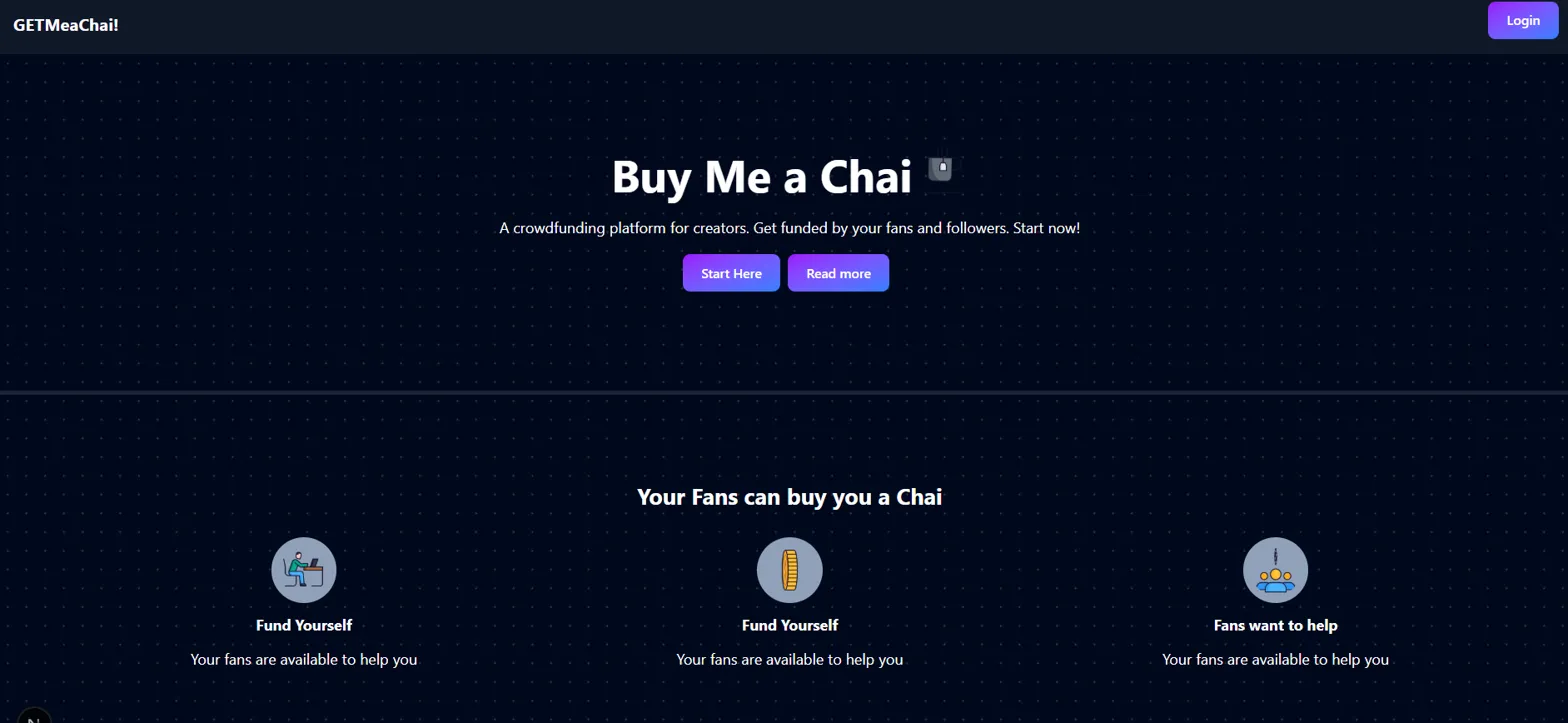 GETMeaChai!
Login
Buy Me a Chai
A crowdfunding platform for creators. Get funded by your fans and followers. Start now!
Start Here
Read more
Your Fans can buy you a Chai
Fund Yourself
Fund Yourself
Fans want to help
Your fans are available to help you
Your fans are available to help you
Your fans are available to help you
N